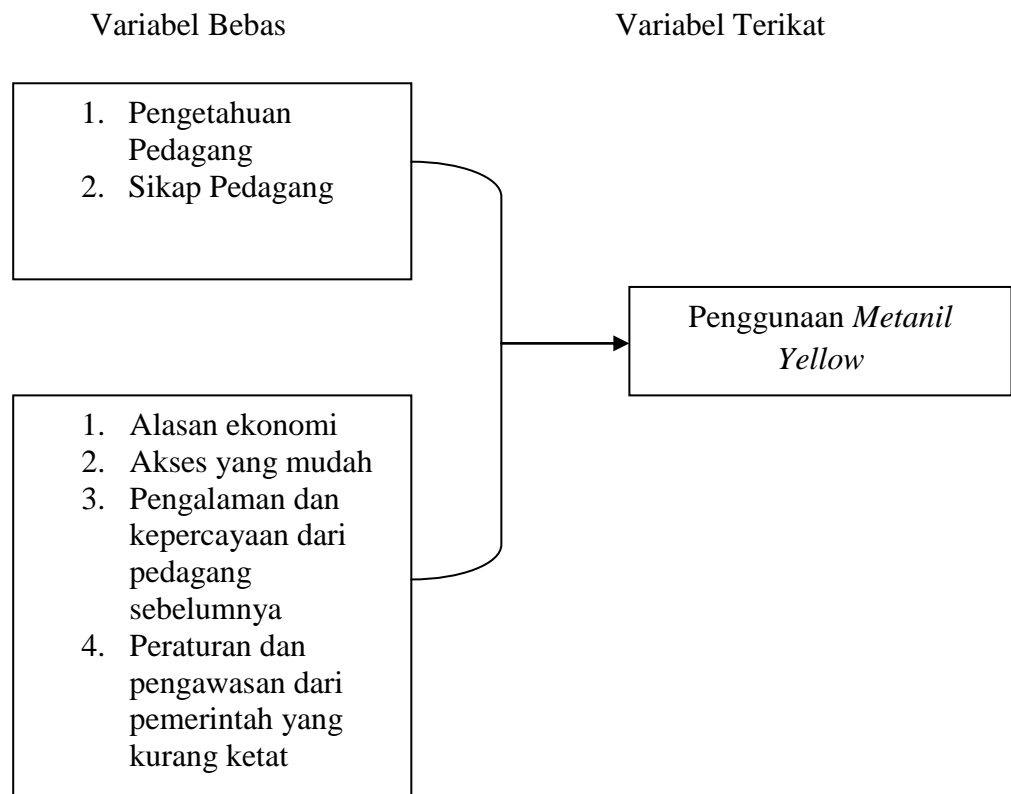 Variabel Bebas
Variabel Terikat
1. Pengetahuan
Pedagang
2. Sikap Pedagang
Penggunaan Metanil
Yellow
1. Alasan ekonomi
2. Akses yang mudah
3. Pengalaman dan
kepercayaan dari
pedagang
sebelumnya
4. Peraturan dan
pengawasan dari
pemerintah yang
kurang ketat